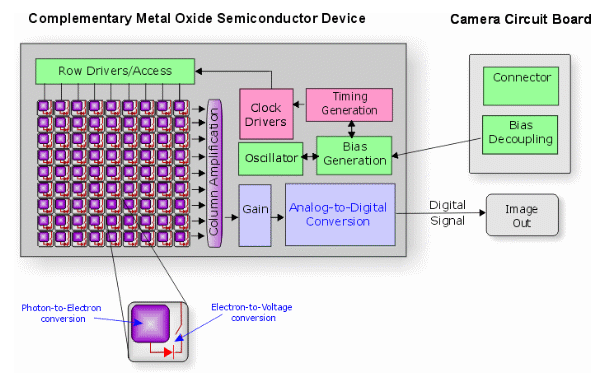 Complementary Metal Oxide Semiconductor Device
Camera Circuit Board
Row Drivers/Access
Connector
Clock
Drivers
Timing
Generation
Bias
Decoupling
Column Amplification
Oscillator
Bias
Generation
Gain
Analog-to-Digital
Conversion
Digital
Signal
Image
Out
Photon-to-Electron
conversion
Electron-to-Voltage
conversion